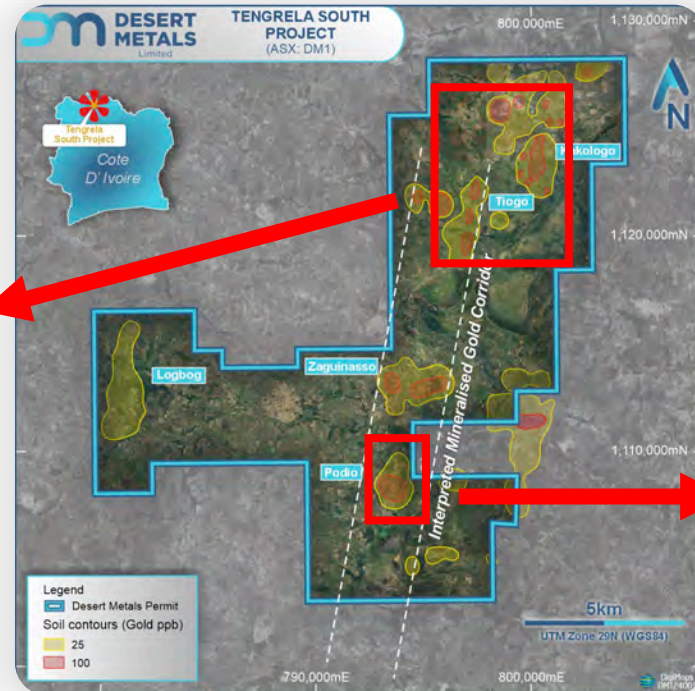 DESERT
METALS
Limited
TENGRELA SOUTH
PROJECT
(ASX: DM1)
800,000mE
1,130,000mN
N
Tengrela
South Project
Cote
D' Ivoire
Kakologo
Tiogo
1,120,000mN
Logbog
Zaguinasso
Interpreted Mineralised Gold Corridor
1,110,000mN
Podio
Legend
Desert Metals Permit
Soil contours (Gold ppb)
25
100
5km
UTM Zone 29N (WGS84)
790,000mE
800,000mE
DigiMaps